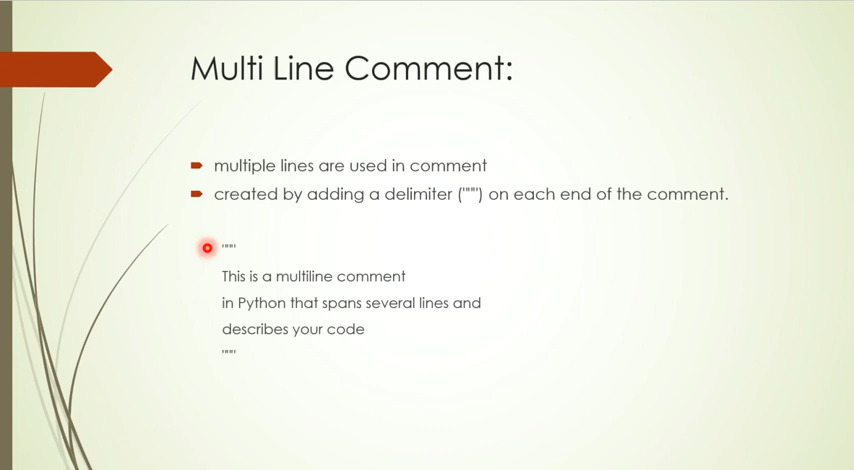 Multi Line Comment:
multiple lines are used in comment
created by adding a delimiter (""") on each end of the comment.
"""
This is a multiline comment
in Python that spans several lines and
describes your code
"""